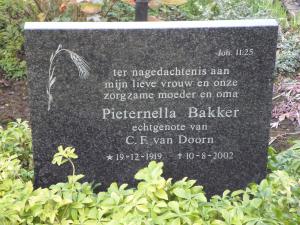 Joh. 11:25
ter nagedachtenis aan
mijn lieve vrouw en onze
zorgzame moeder en oma
Pieternella Bakker
echtgenote van
C. F. van Doorn
★ 19-12-1919 † 10-8-2002